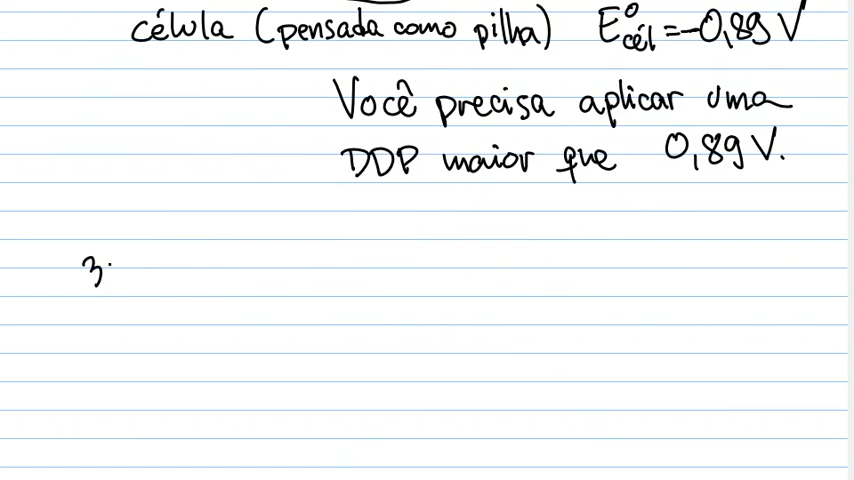 célula (pensada como pilha) E°cél = -0,89 V
Você precisa aplicar uma
DDP maior que 0,89 V.
3.